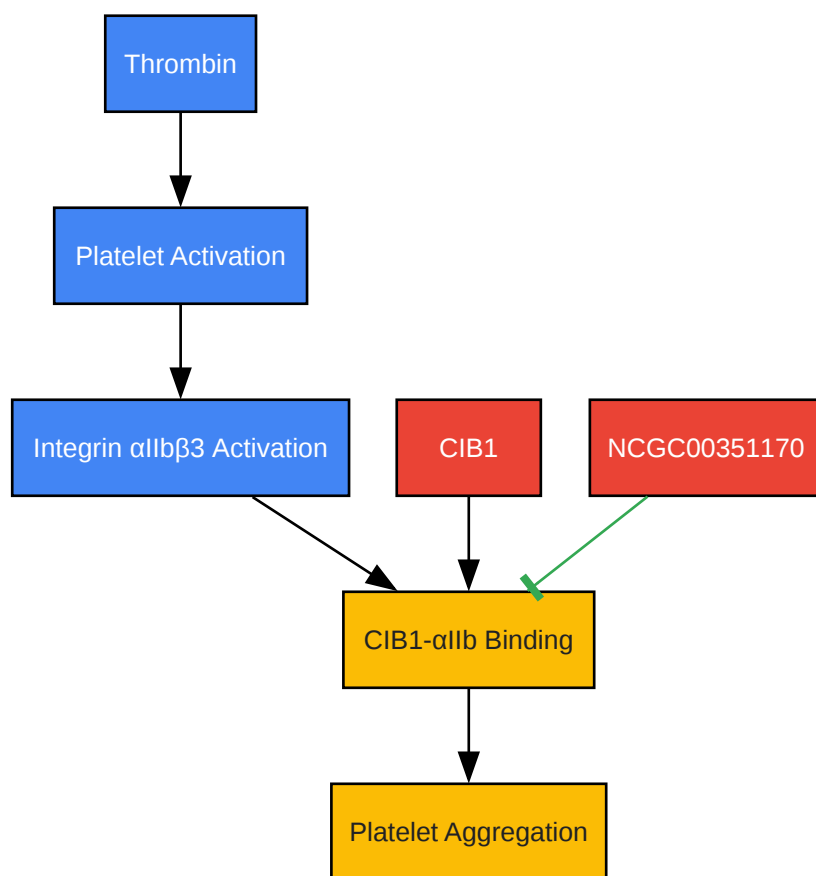 Thrombin
Platelet Activation
Integrin αIIbβ3 Activation
CIB1
NCGC00351170
CIB1-αIIb Binding
Platelet Aggregation